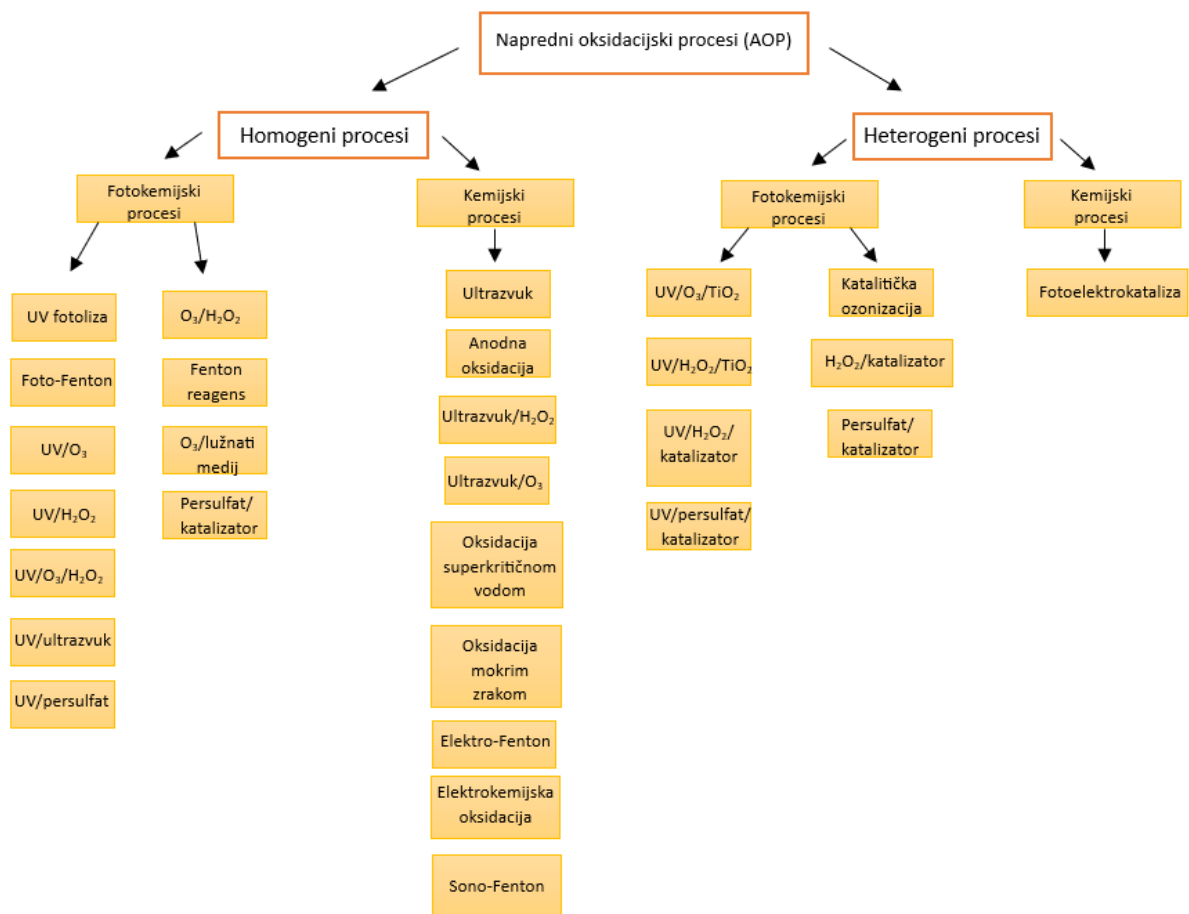 Napredni oksidacijski procesi (AOP)
Homogeni procesi
Heterogeni procesi
Fotokemijski
procesi
Kemijski
procesi
Fotokemijski
procesi
Kemijski
procesi
UV fotoliza
Foto-Fenton
UV/O₃
UV/H₂O₂
UV/O₃/H₂O₂
UV/ultrazvuk
UV/persulfat
O₃/H₂O₂
Fenton
reagens
O₃/lužnati
medij
Persulfat/
katalizator
Ultrazvuk
Anodna
oksidacija
Ultrazvuk/H₂O₂
Ultrazvuk/O₃
Oksidacija
superkritičnom
vodom
Oksidacija
mokrim
zrakom
Elektro-Fenton
Elektrokemijska
oksidacija
Sono-Fenton
UV/O₃/TiO₂
UV/H₂O₂/TiO₂
UV/H₂O₂/
katalizator
UV/persulfat/
katalizator
Katalitička
ozonizacija
H₂O₂/katalizator
Persulfat/
katalizator
Fotoelektrokataliza